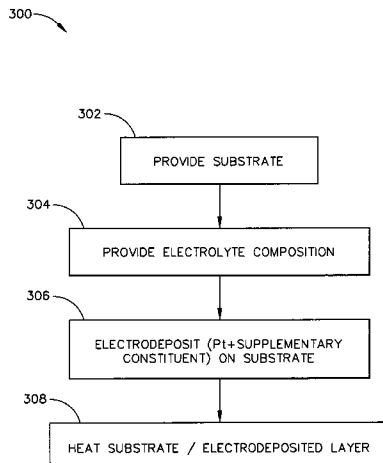 300
302
PROVIDE SUBSTRATE
304
PROVIDE ELECTROLYTE COMPOSITION
306
ELECTRODEPOSIT (Pt+SUPPLEMENTARY
CONSTITUENT) ON SUBSTRATE
308
HEAT SUBSTRATE / ELECTRODEPOSITED LAYER